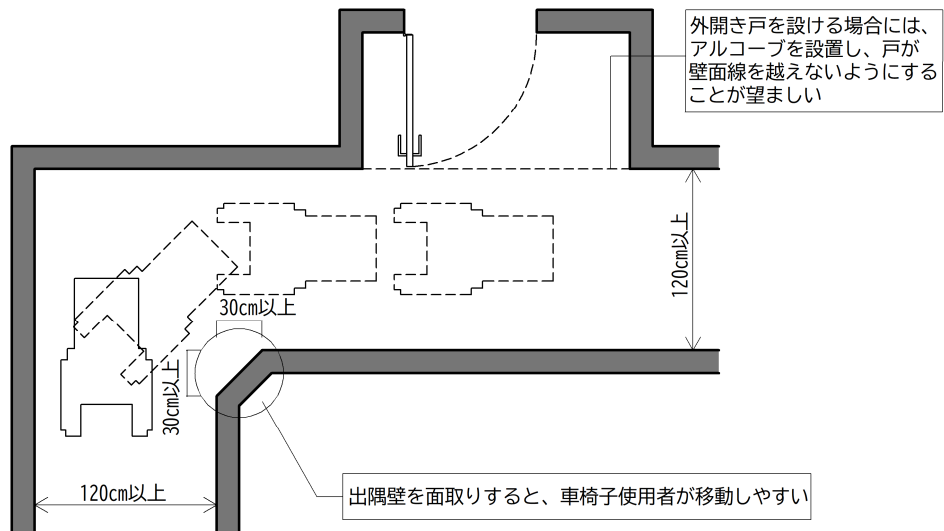 外開き戸を設ける場合には、
アルコーブを設置し、戸が
壁面線を越えないようにする
ことが望ましい
120cm以上
30cm以上
30cm以上
120cm以上
出隅壁を面取りすると、車椅子使用者が移動しやすい